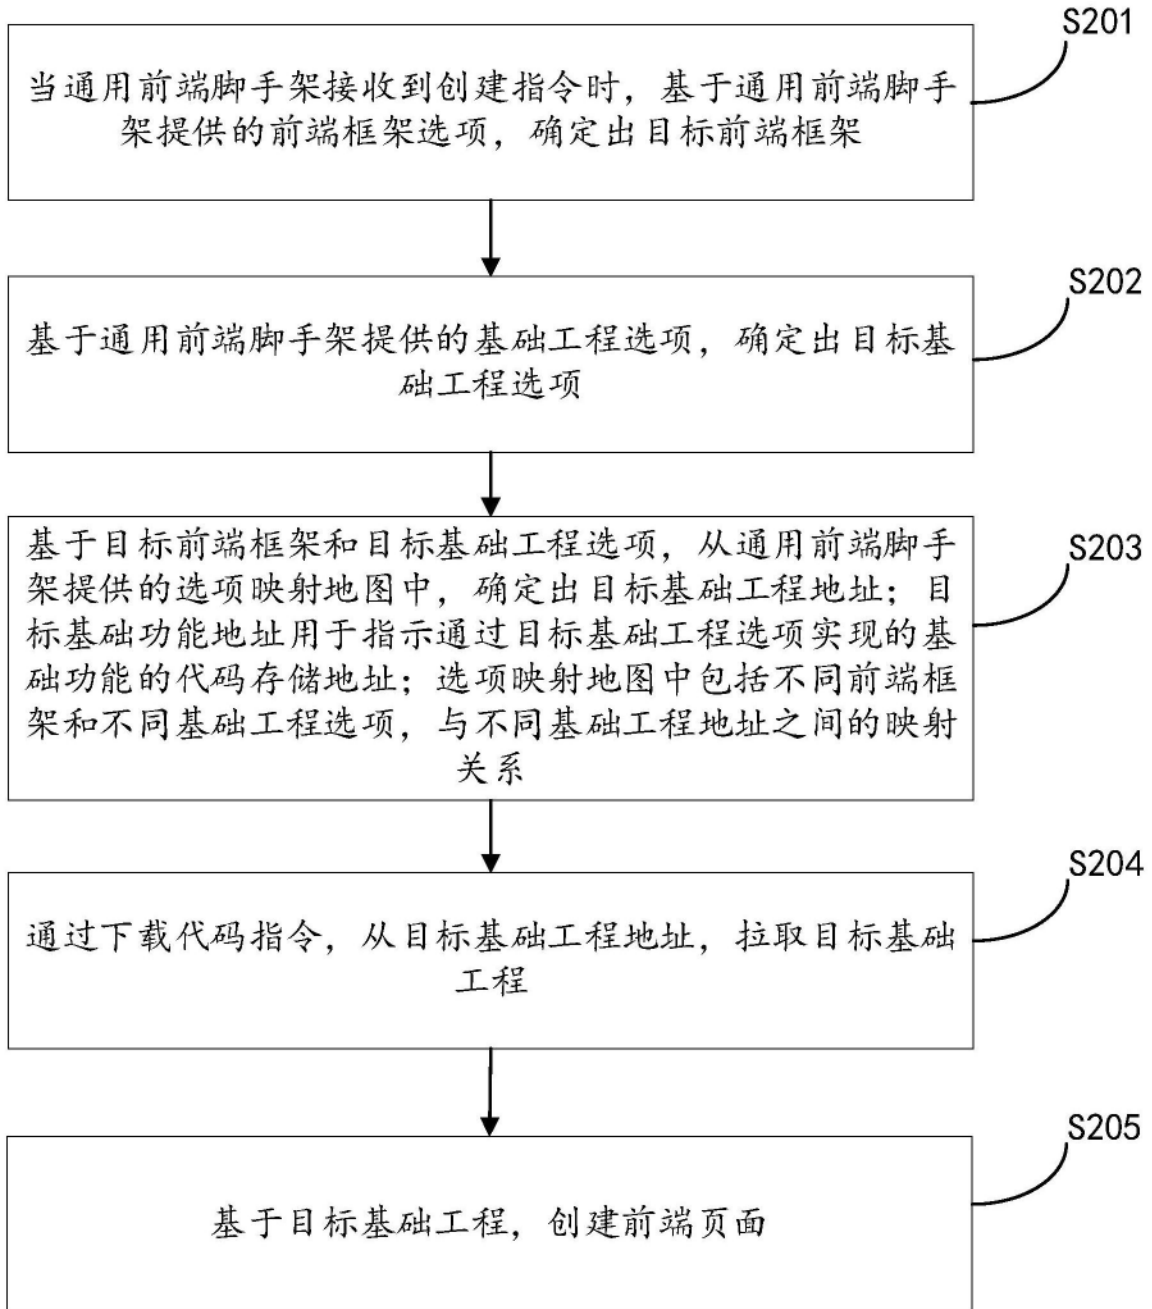 S201
当通用前端脚手架接收到创建指令时，基于通用前端脚手
架提供的前端框架选项，确定出目标前端框架
S202
基于通用前端脚手架提供的基础工程选项，确定出目标基
础工程选项
S203
基于目标前端框架和目标基础工程选项，从通用前端脚手
架提供的选项映射地图中，确定出目标基础工程地址；目
标基础功能地址用于指示通过目标基础工程选项实现的基
础功能的代码存储地址；选项映射地图中包括不同前端框
架和不同基础工程选项，与不同基础工程地址之间的映射
关系
S204
通过下载代码指令，从目标基础工程地址，拉取目标基础
工程
S205
基于目标基础工程，创建前端页面